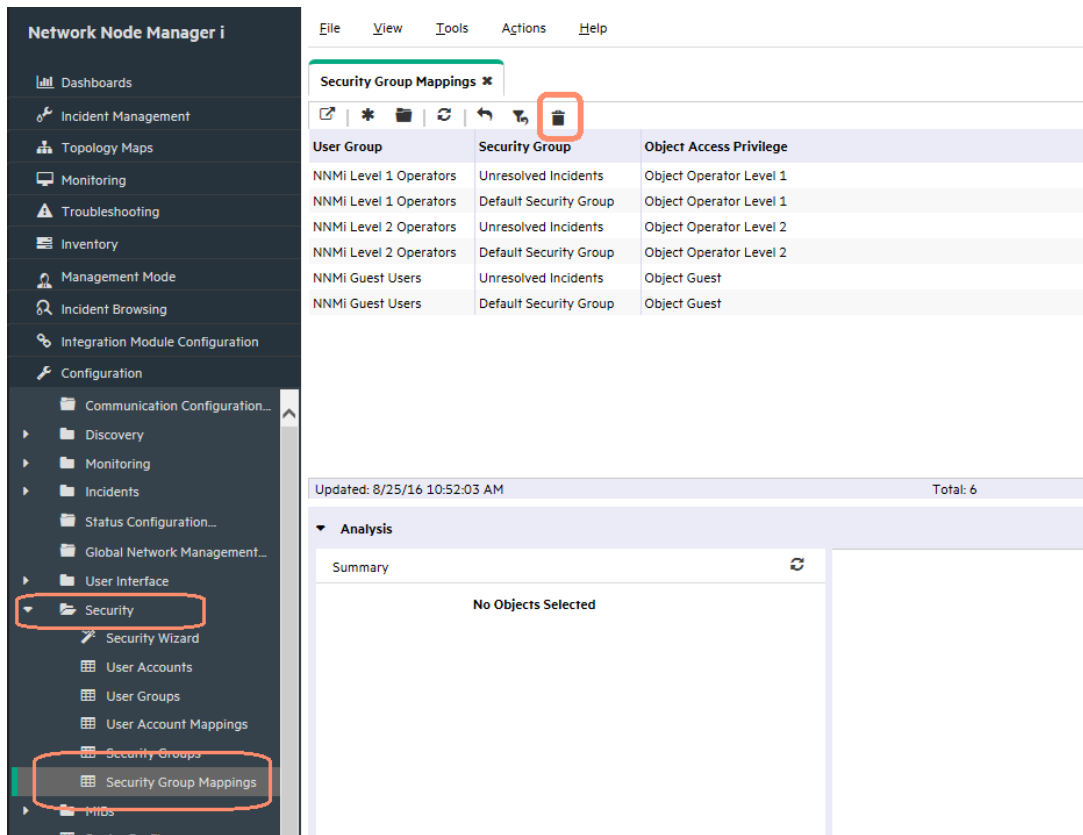 Network Node Manager i
File View Tools Actions Help
Dashboards
Incident Management
Topology Maps
Monitoring
Troubleshooting
Inventory
Management Mode
Incident Browsing
Integration Module Configuration
Configuration
Communication Configuration...
Discovery
Monitoring
Incidents
Status Configuration...
Global Network Management...
User Interface
Security
Security Wizard
User Accounts
User Groups
User Account Mappings
Security Groups
Security Group Mappings
MIBs
Security Group Mappings
User Group Security Group Object Access Privilege
NNMi Level 1 Operators Unresolved Incidents Object Operator Level 1
NNMi Level 1 Operators Default Security Group Object Operator Level 1
NNMi Level 2 Operators Unresolved Incidents Object Operator Level 2
NNMi Level 2 Operators Default Security Group Object Operator Level 2
NNMi Guest Users Unresolved Incidents Object Guest
NNMi Guest Users Default Security Group Object Guest
Updated: 8/25/16 10:52:03 AM Total: 6
Analysis
Summary
No Objects Selected